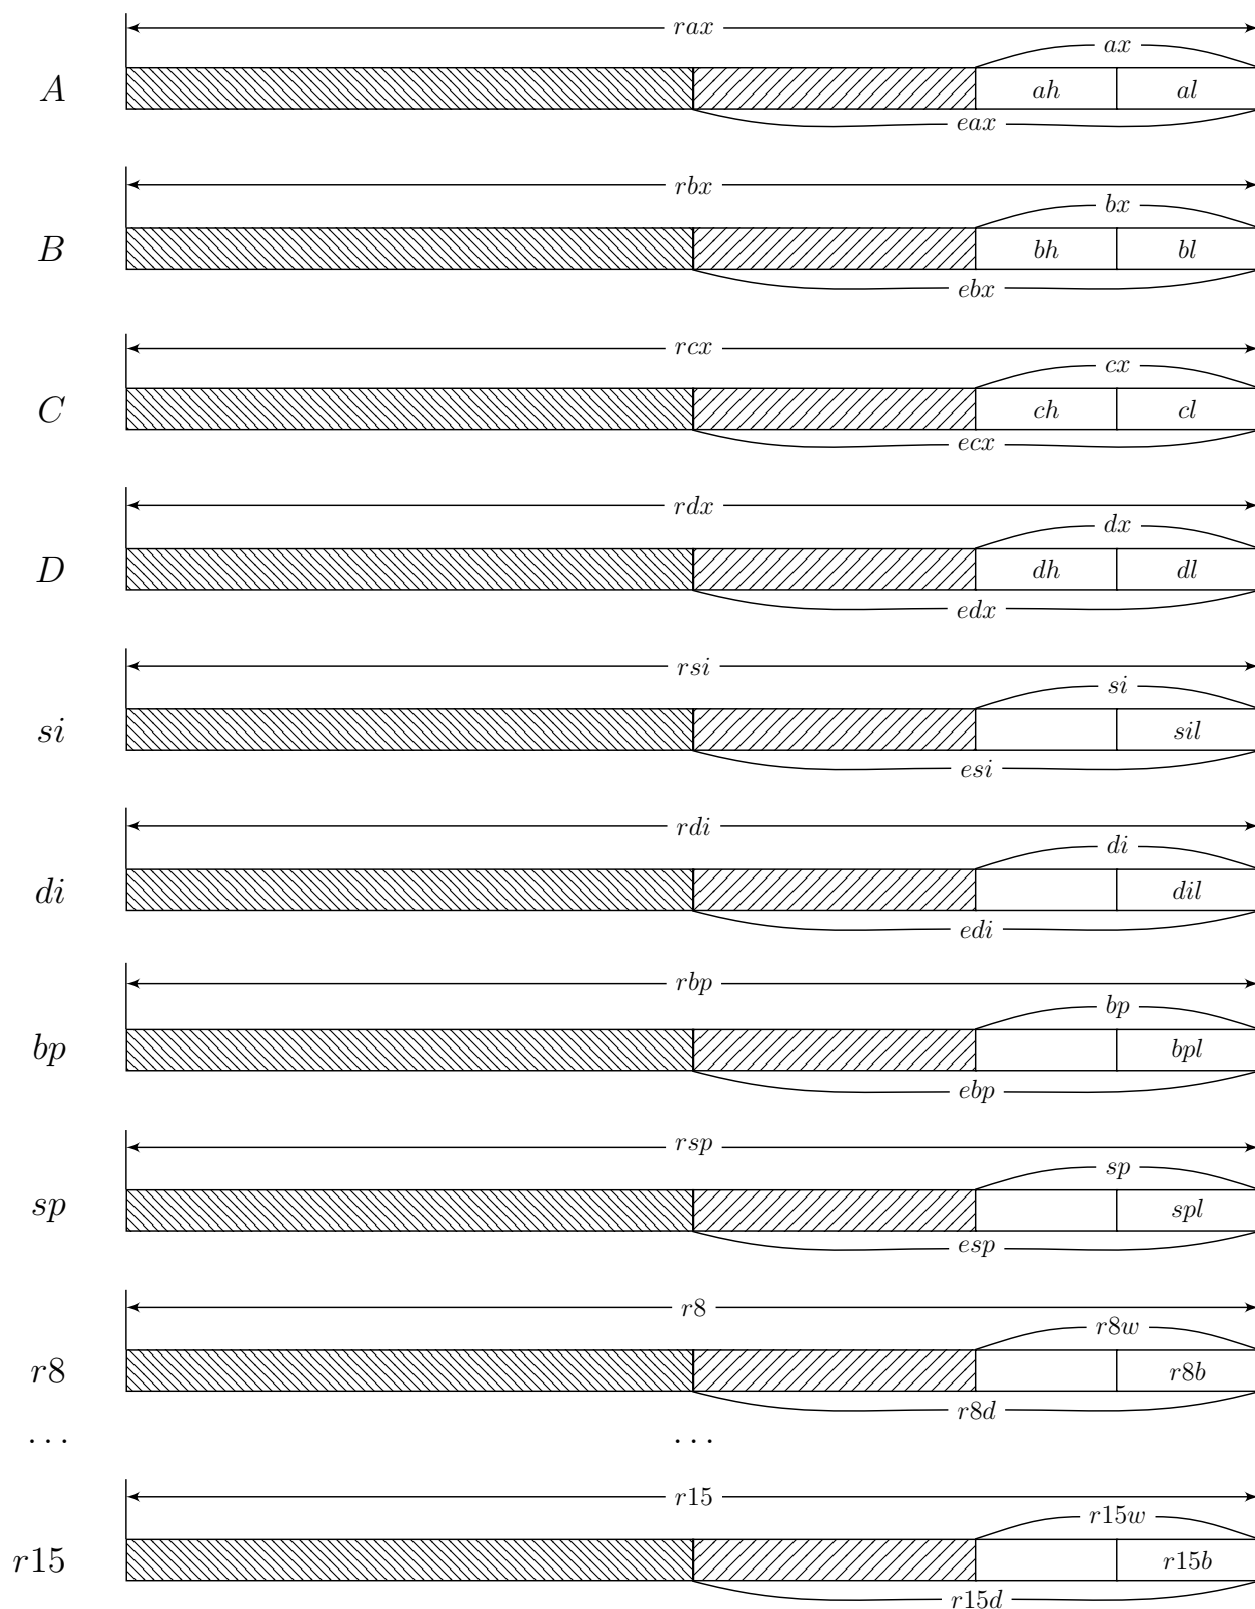 rax
ax
A ah al
eax
rbx
bx
B bh bl
ebx
rcx
cx
C ch cl
ecx
rdx
dx
D dh dl
edx
rsi
si
si sil
esi
rdi
di
di dil
edi
rbp
bp
bp bpl
ebp
rsp
sp
sp spl
esp
r8
r8w
r8 r8b
r8d
... ...
r15
r15w
r15 r15b
r15d